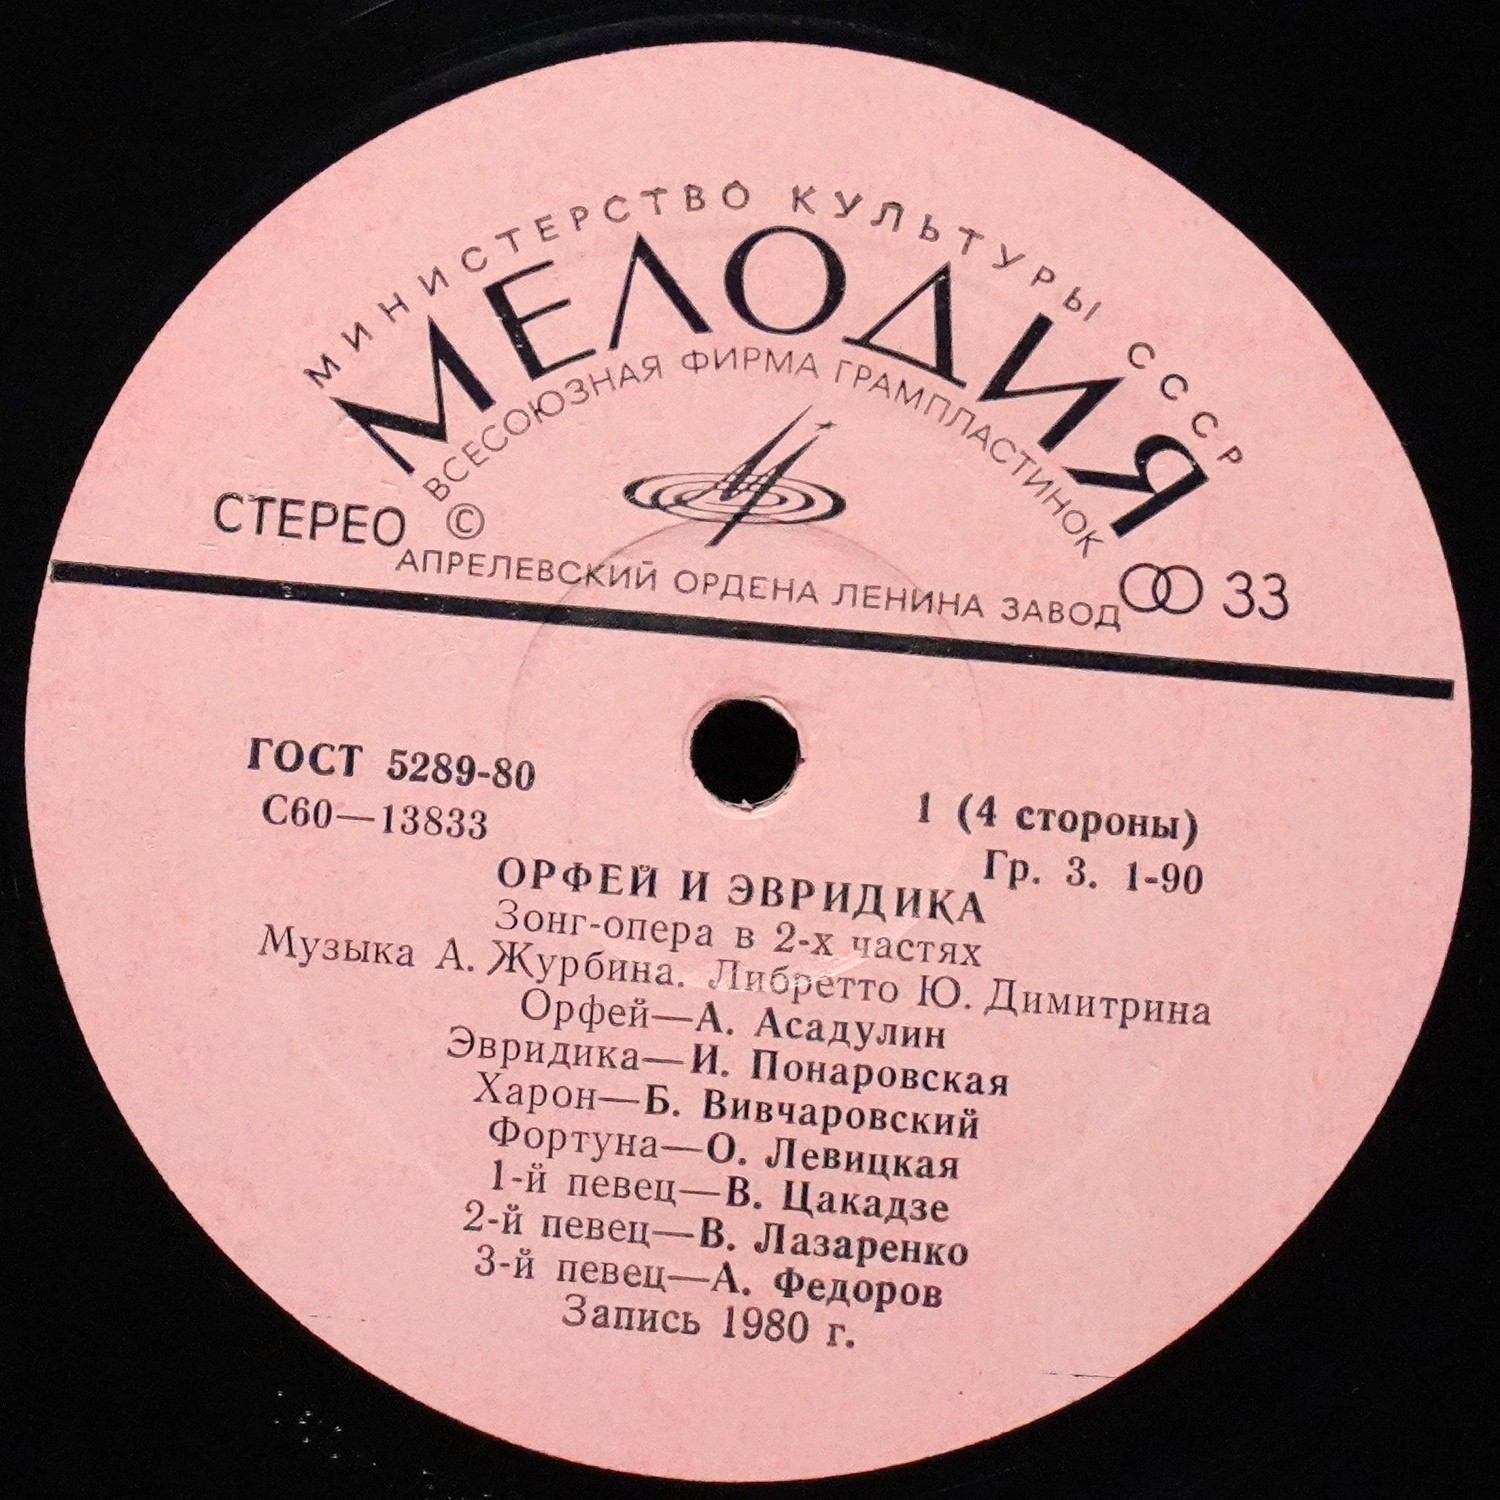 МИНИСТЕРСТВО КУЛЬТУРЫ СССР
МЕЛОДИЯ
ВСЕСОЮЗНАЯ ФИРМА ГРАМПЛАСТИНОК
СТЕРЕО ©
АПРЕЛЕВСКИЙ ОРДЕНА ЛЕНИНА ЗАВОД
33
ГОСТ 5289-80
С60—13833
1 (4 стороны)
Гр. 3. 1-90
ОРФЕЙ И ЭВРИДИКА
Зонг-опера в 2-х частях
Музыка А. Журбина. Либретто Ю. Димитрина
Орфей—А. Асадулин
Эвридика—И. Понаровская
Харон—Б. Вивчаровский
Фортуна—О. Левицкая
1-й певец—В. Цакадзе
2-й певец—В. Лазаренко
3-й певец—А. Федоров
Запись 1980 г.